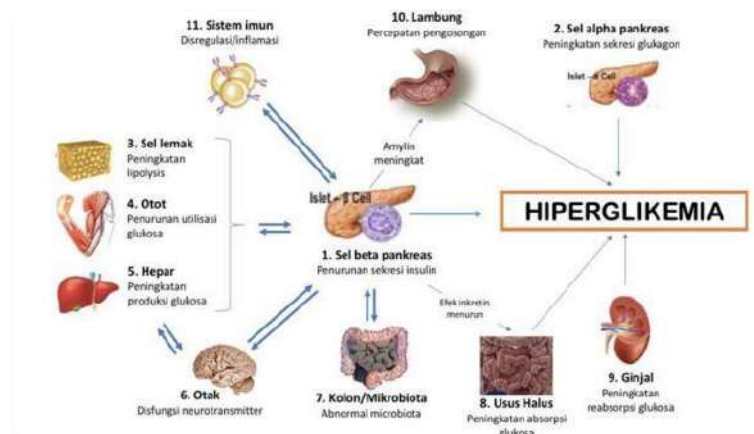 11. Sistem imun
Disregulasi/inflamasi
10. Lambung
Percepatan pengosongan
2. Sel alpha pankreas
Peningkatan sekresi glukagon
Islet - α Cell
3. Sel lemak
Peningkatan
lipolysis
Amylin
meningkat
4. Otot
Penurunan utilisasi
glukosa
Islet - β Cell
HIPERGLIKEMIA
1. Sel beta pankreas
Penurunan sekresi insulin
5. Hepar
Peningkatan
produksi glukosa
Efek inkretin
menurun
6. Otak
Disfungsi neurotransmitter
7. Kolon/Mikrobiota
Abnormal microbiota
8. Usus Halus
Peningkatan absorpsi
glukosa
9. Ginjal
Peningkatan
reabsorpsi glukosa